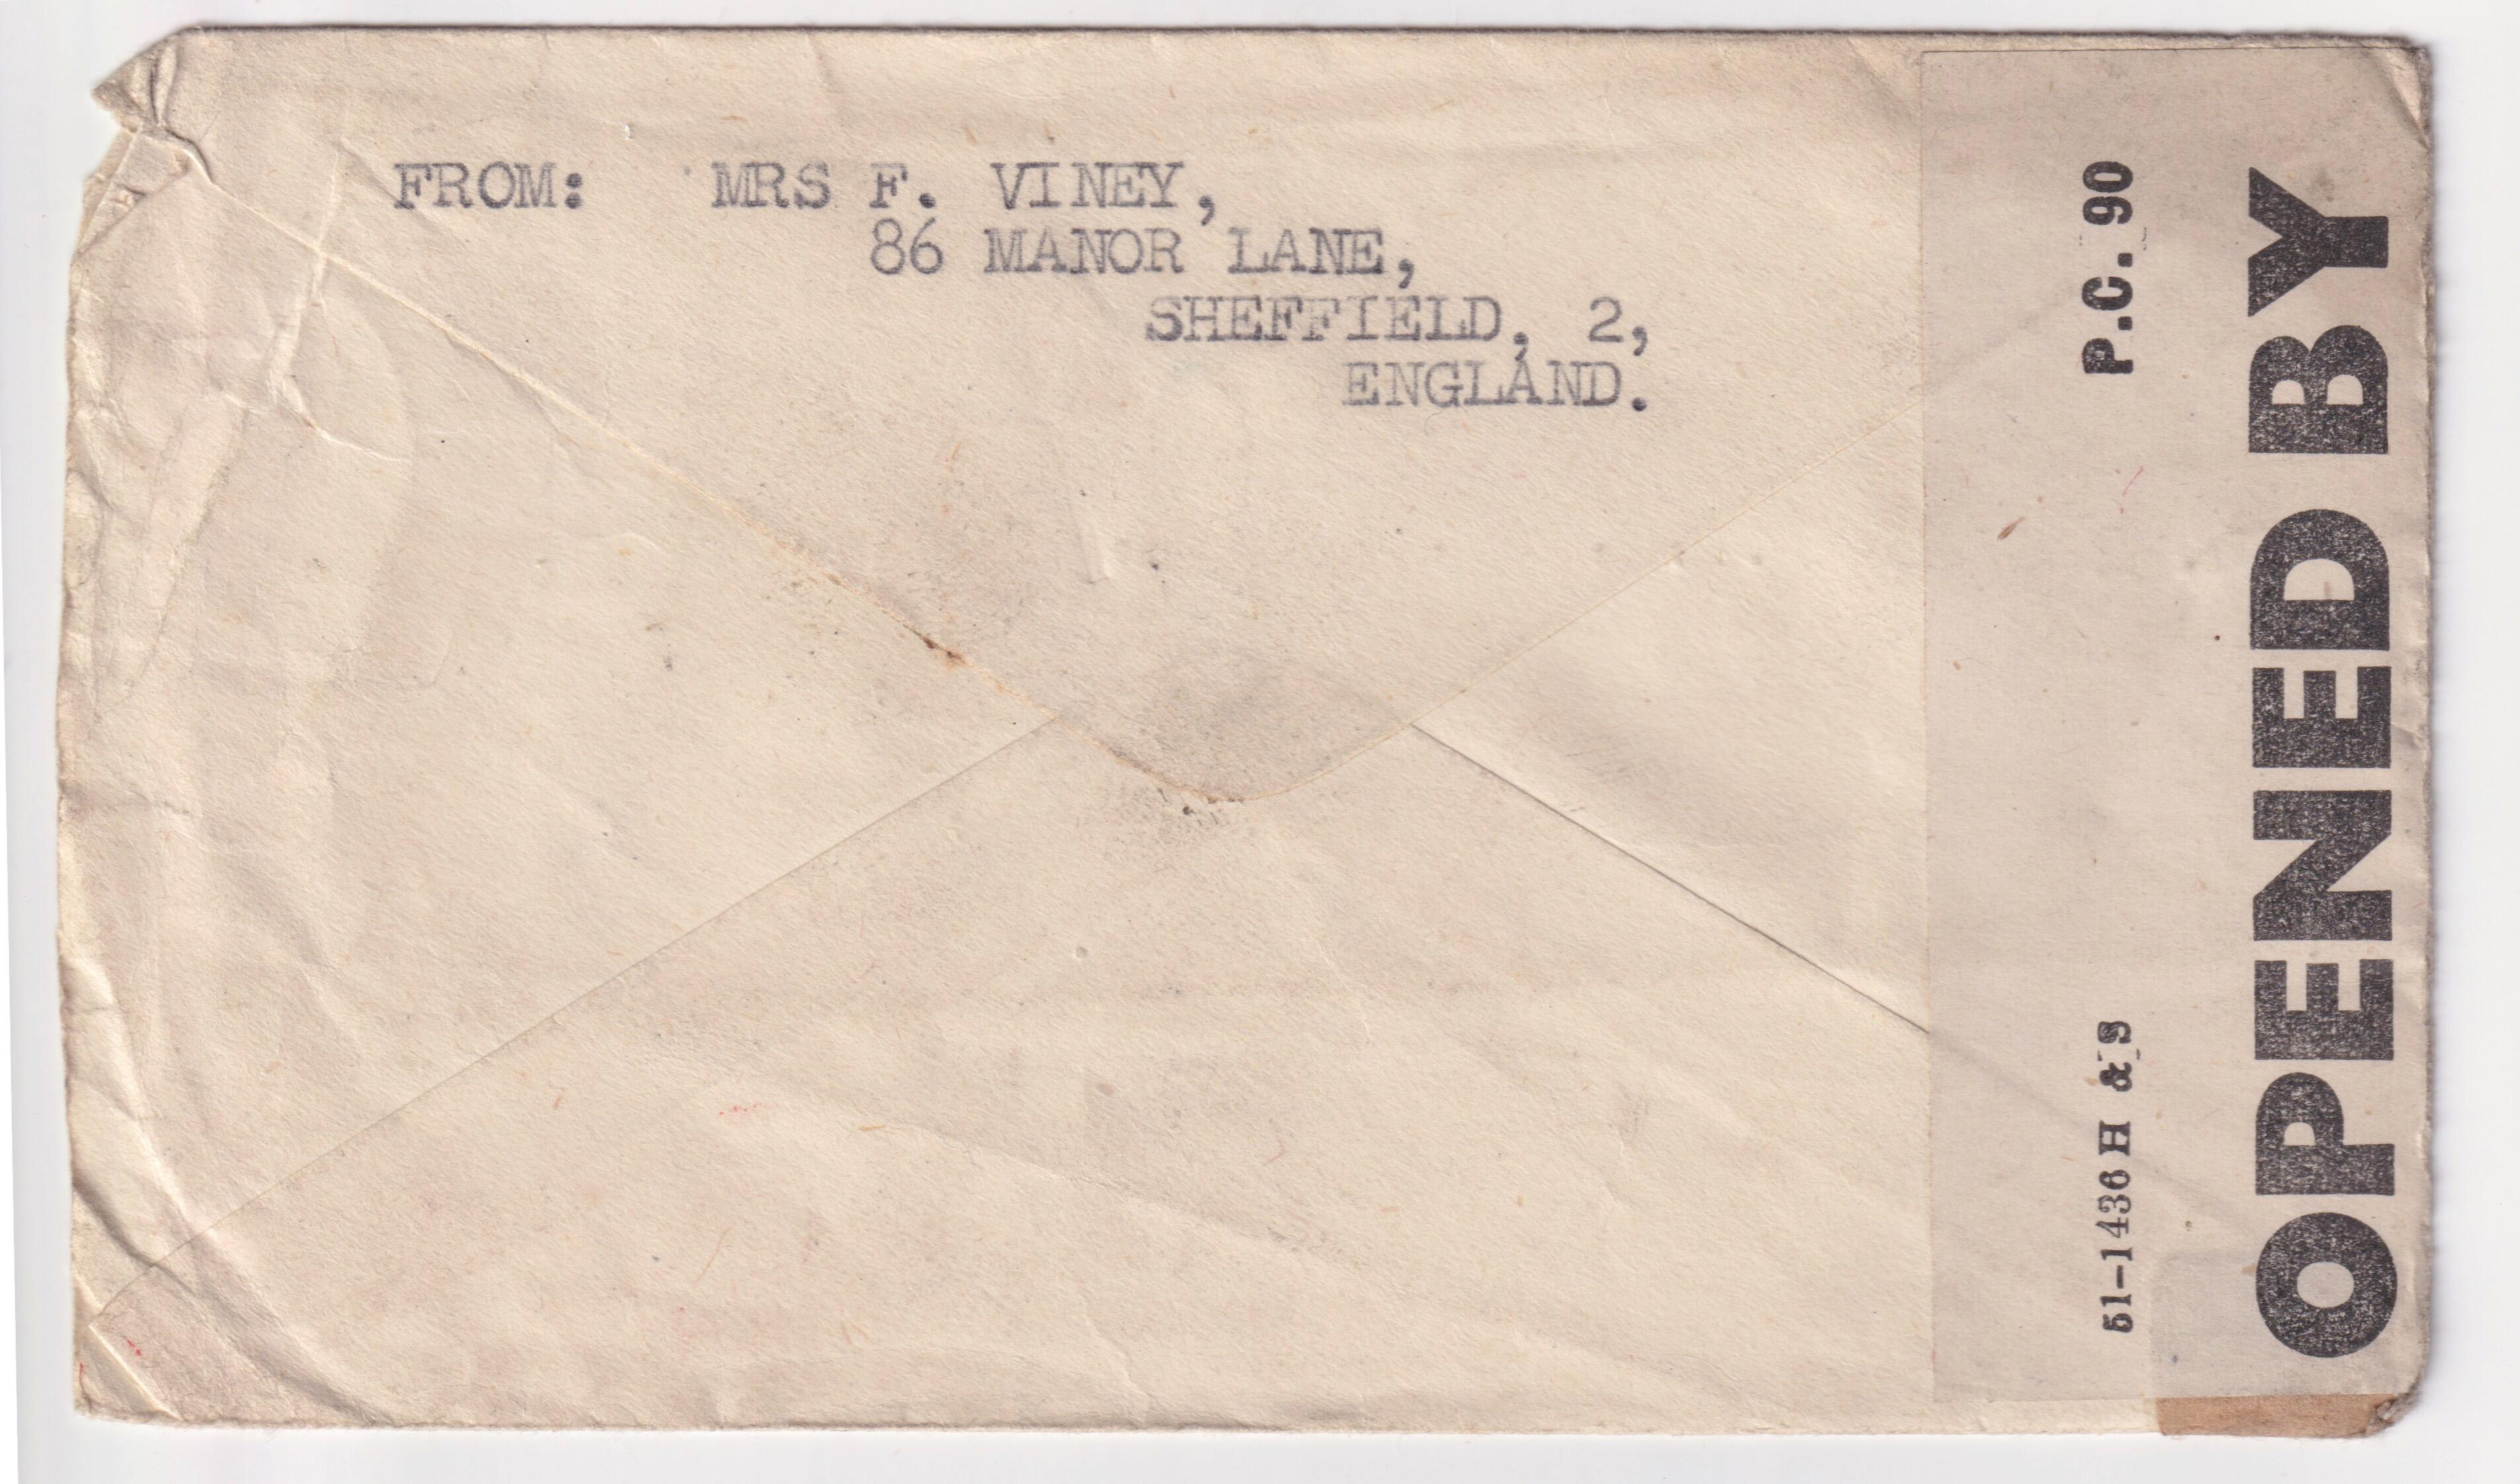 FROM: MRS F. VINEY,
86 MANOR LANE,
SHEFFIELD, 2,
ENGLAND.
P.C. 90
51-1436 H & S
OPENED BY